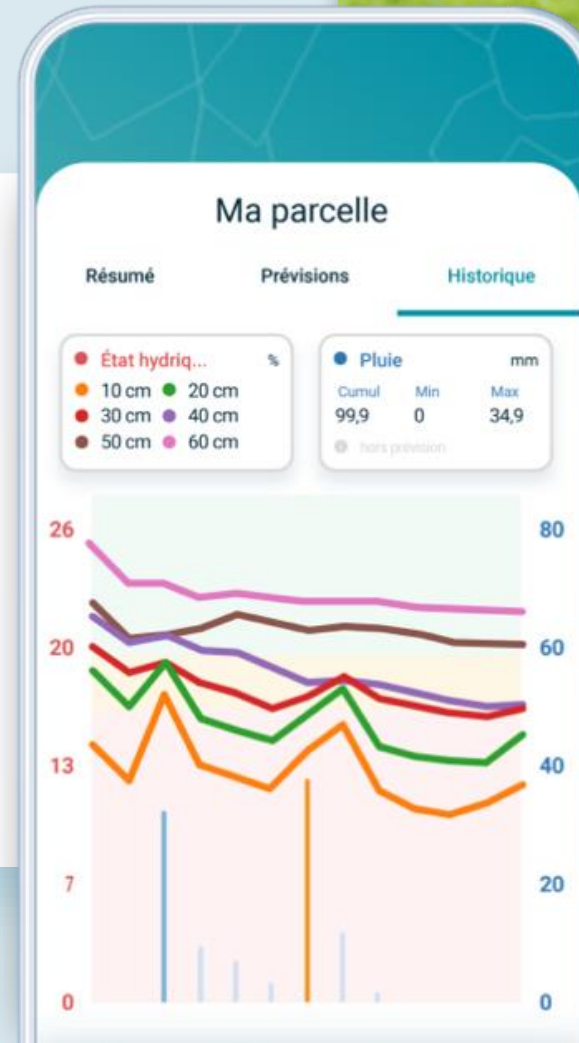 Ma parcelle
Résumé Prévisions Historique
État hydriq... %
10 cm 20 cm
30 cm 40 cm
50 cm 60 cm
Pluie mm
Cumul Min Max
99,9 0 34,9
hors prévision
26 80
20 60
13 40
7 20
0 0